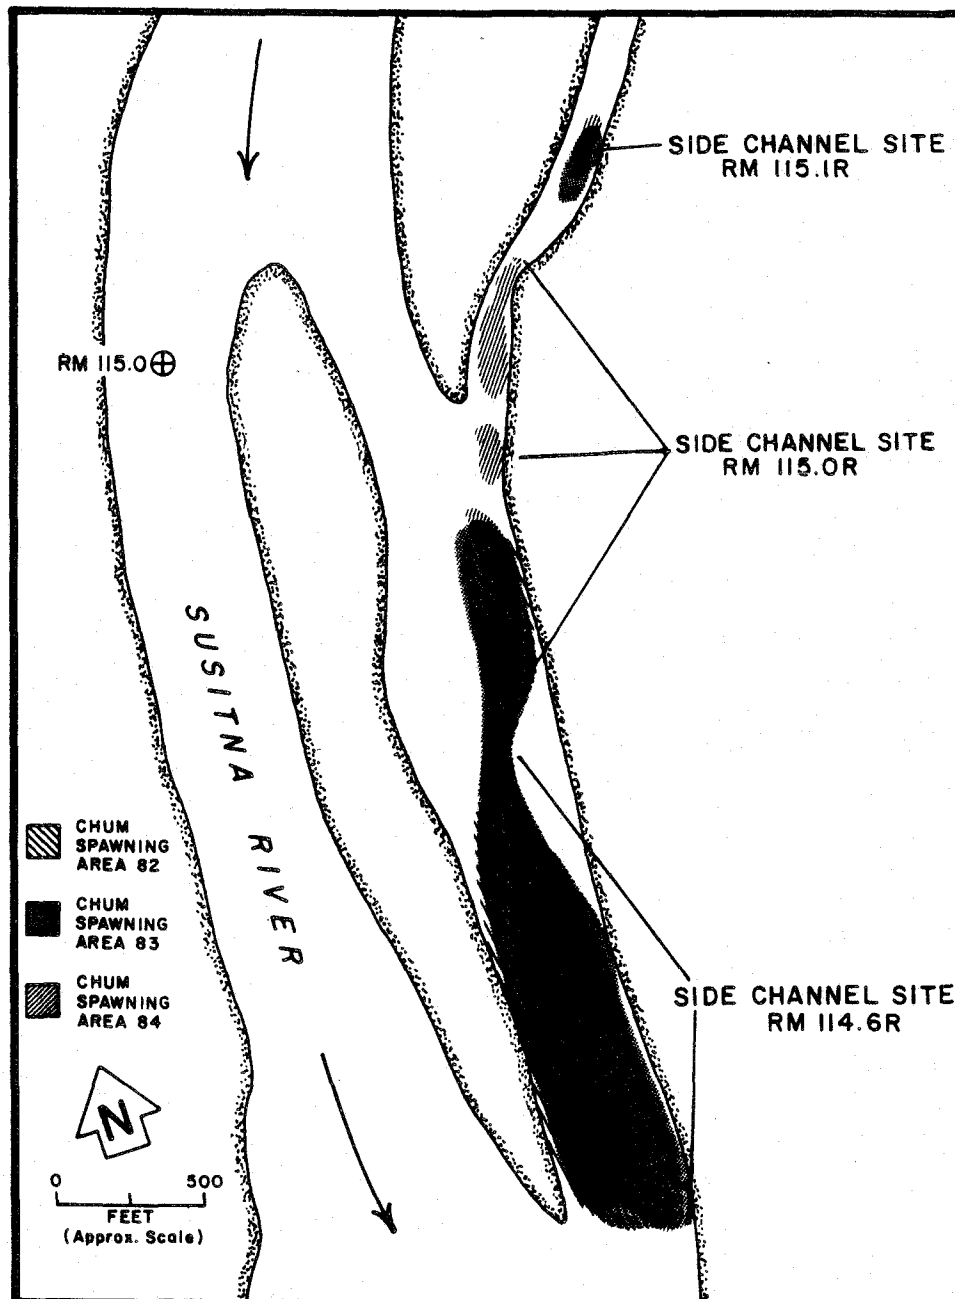 SIDE CHANNEL SITE
RM 115.1R
RM 115.0
SIDE CHANNEL SITE
RM 115.0R
SUSITNA RIVER
CHUM
SPAWNING
AREA 82
CHUM
SPAWNING
AREA 83
CHUM
SPAWNING
AREA 84
SIDE CHANNEL SITE
RM 114.6R
N
0 500
FEET
(Approx. Scale)